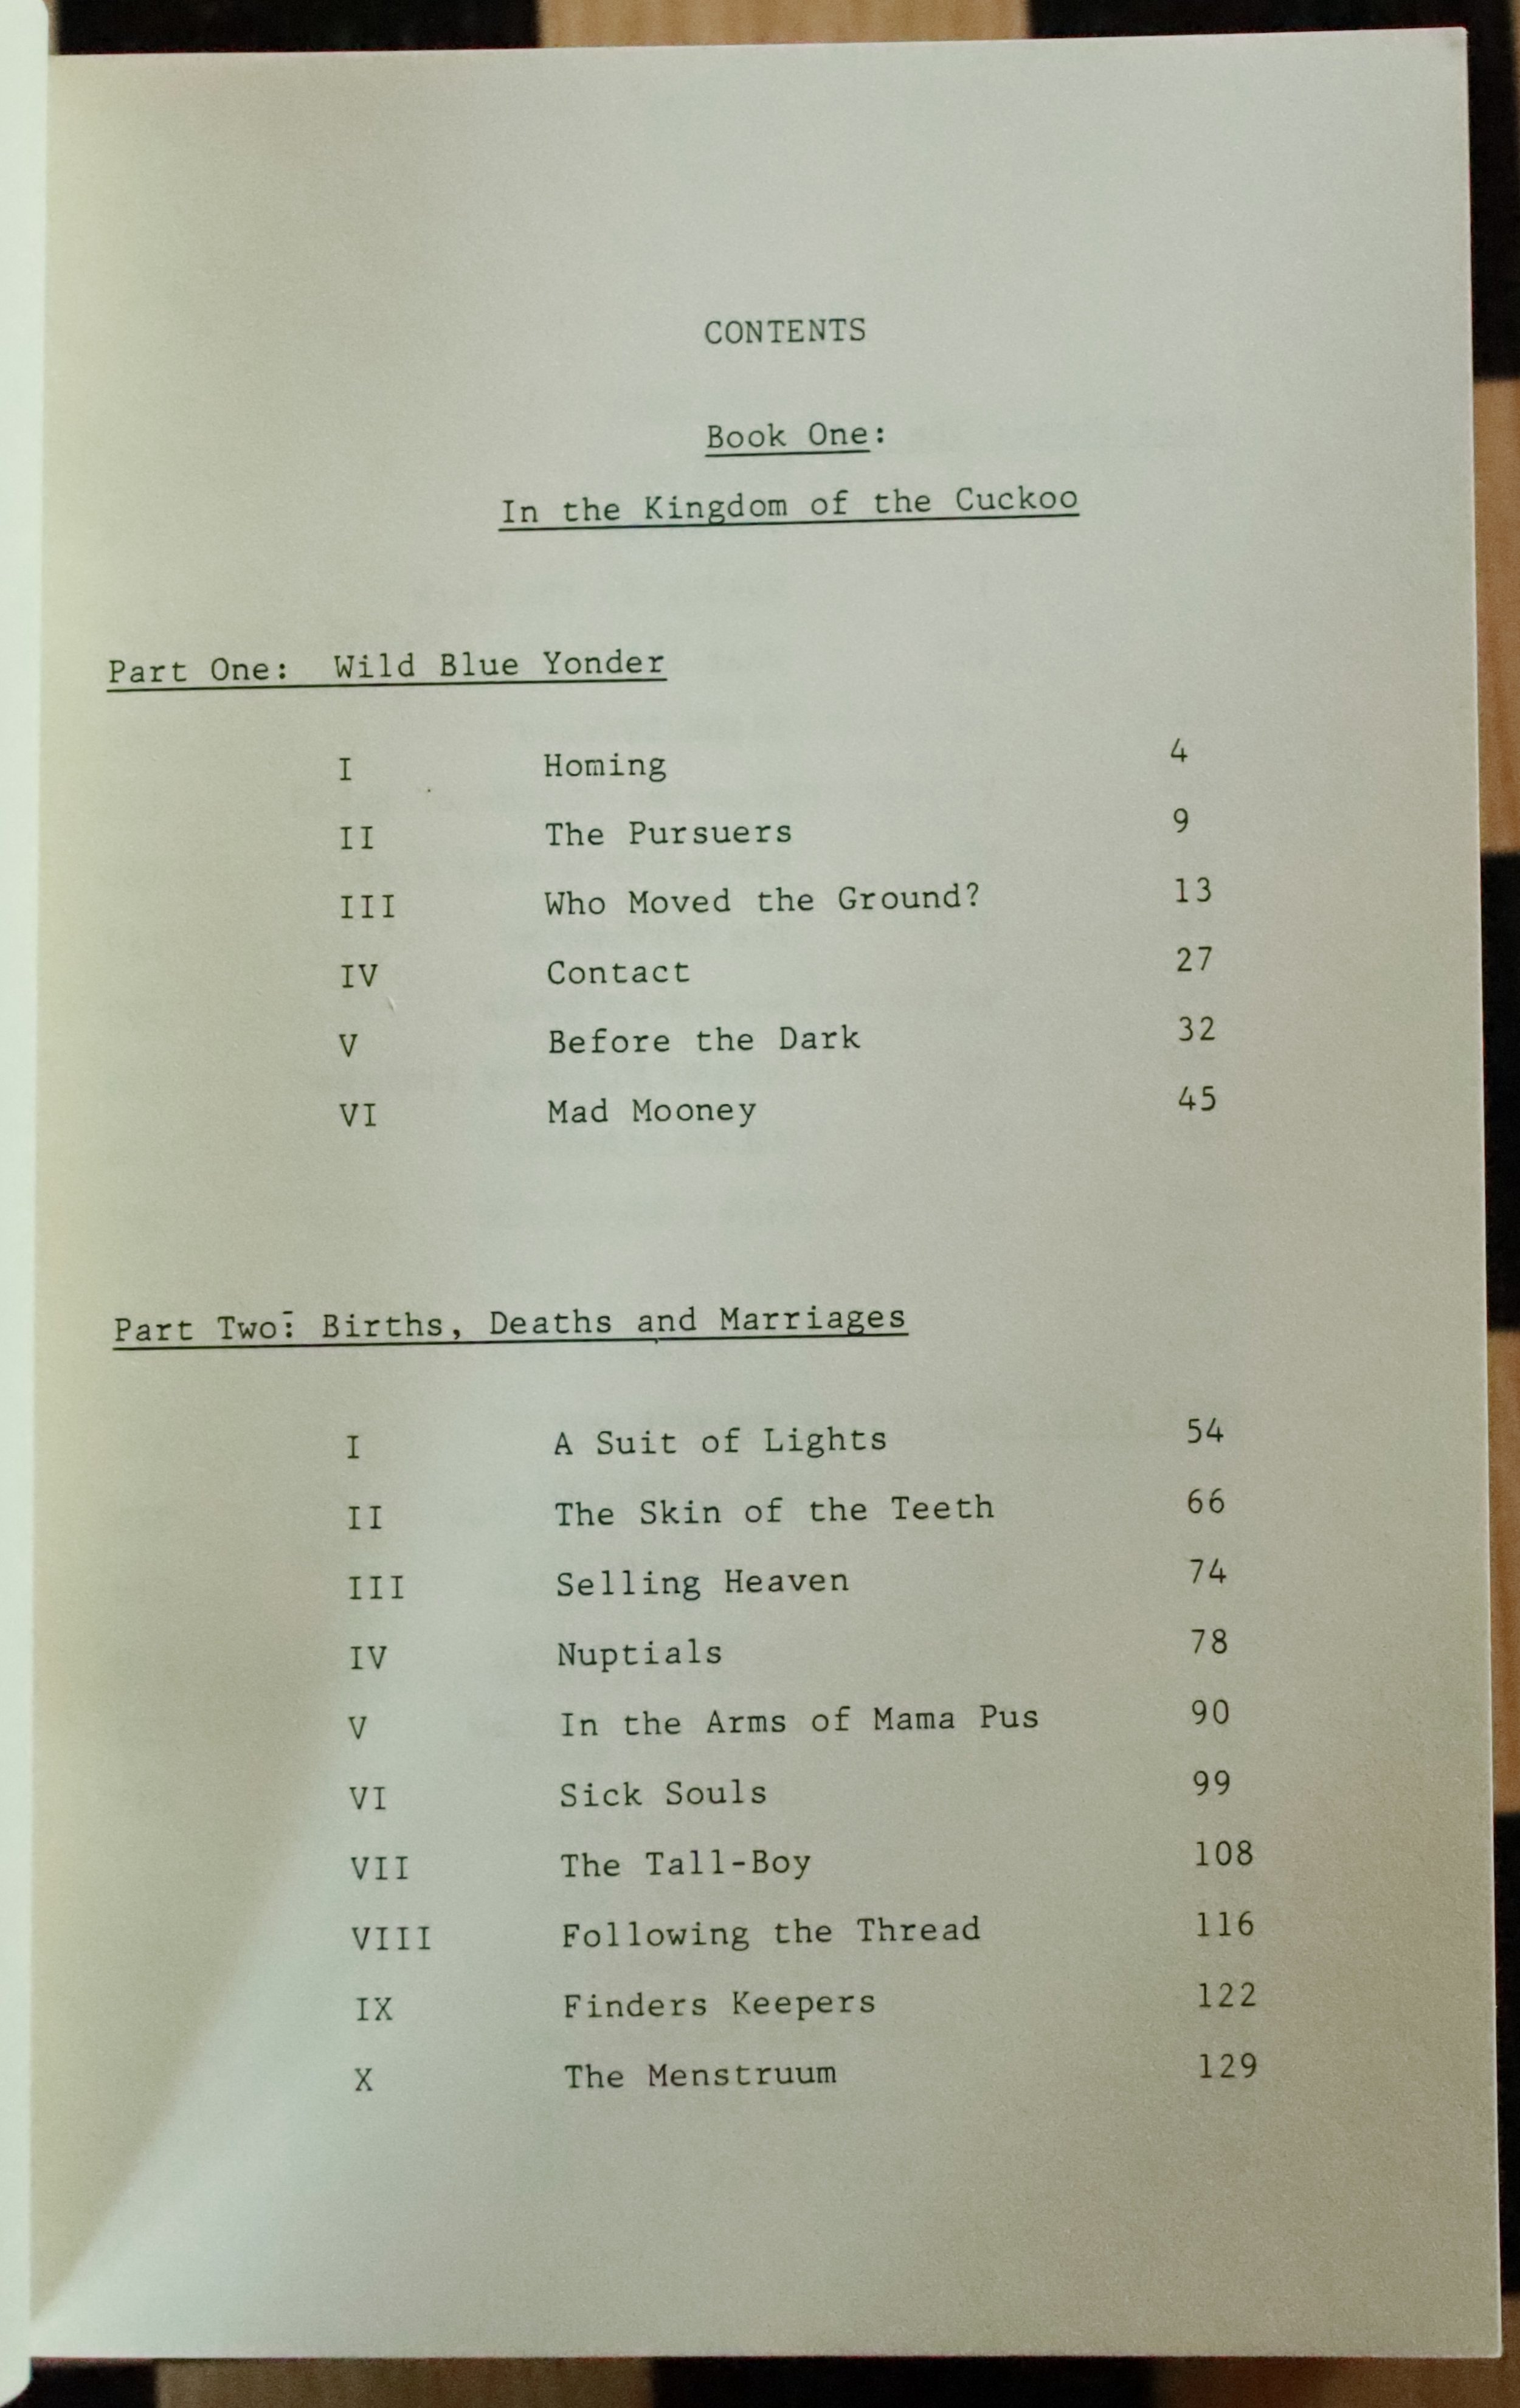 CONTENTS
Book One:
In the Kingdom of the Cuckoo
Part One: Wild Blue Yonder
I Homing 4
II The Pursuers 9
III Who Moved the Ground? 13
IV Contact 27
V Before the Dark 32
VI Mad Mooney 45
Part Two: Births, Deaths and Marriages
I A Suit of Lights 54
II The Skin of the Teeth 66
III Selling Heaven 74
IV Nuptials 78
V In the Arms of Mama Pus 90
VI Sick Souls 99
VII The Tall-Boy 108
VIII Following the Thread 116
IX Finders Keepers 122
X The Menstruum 129